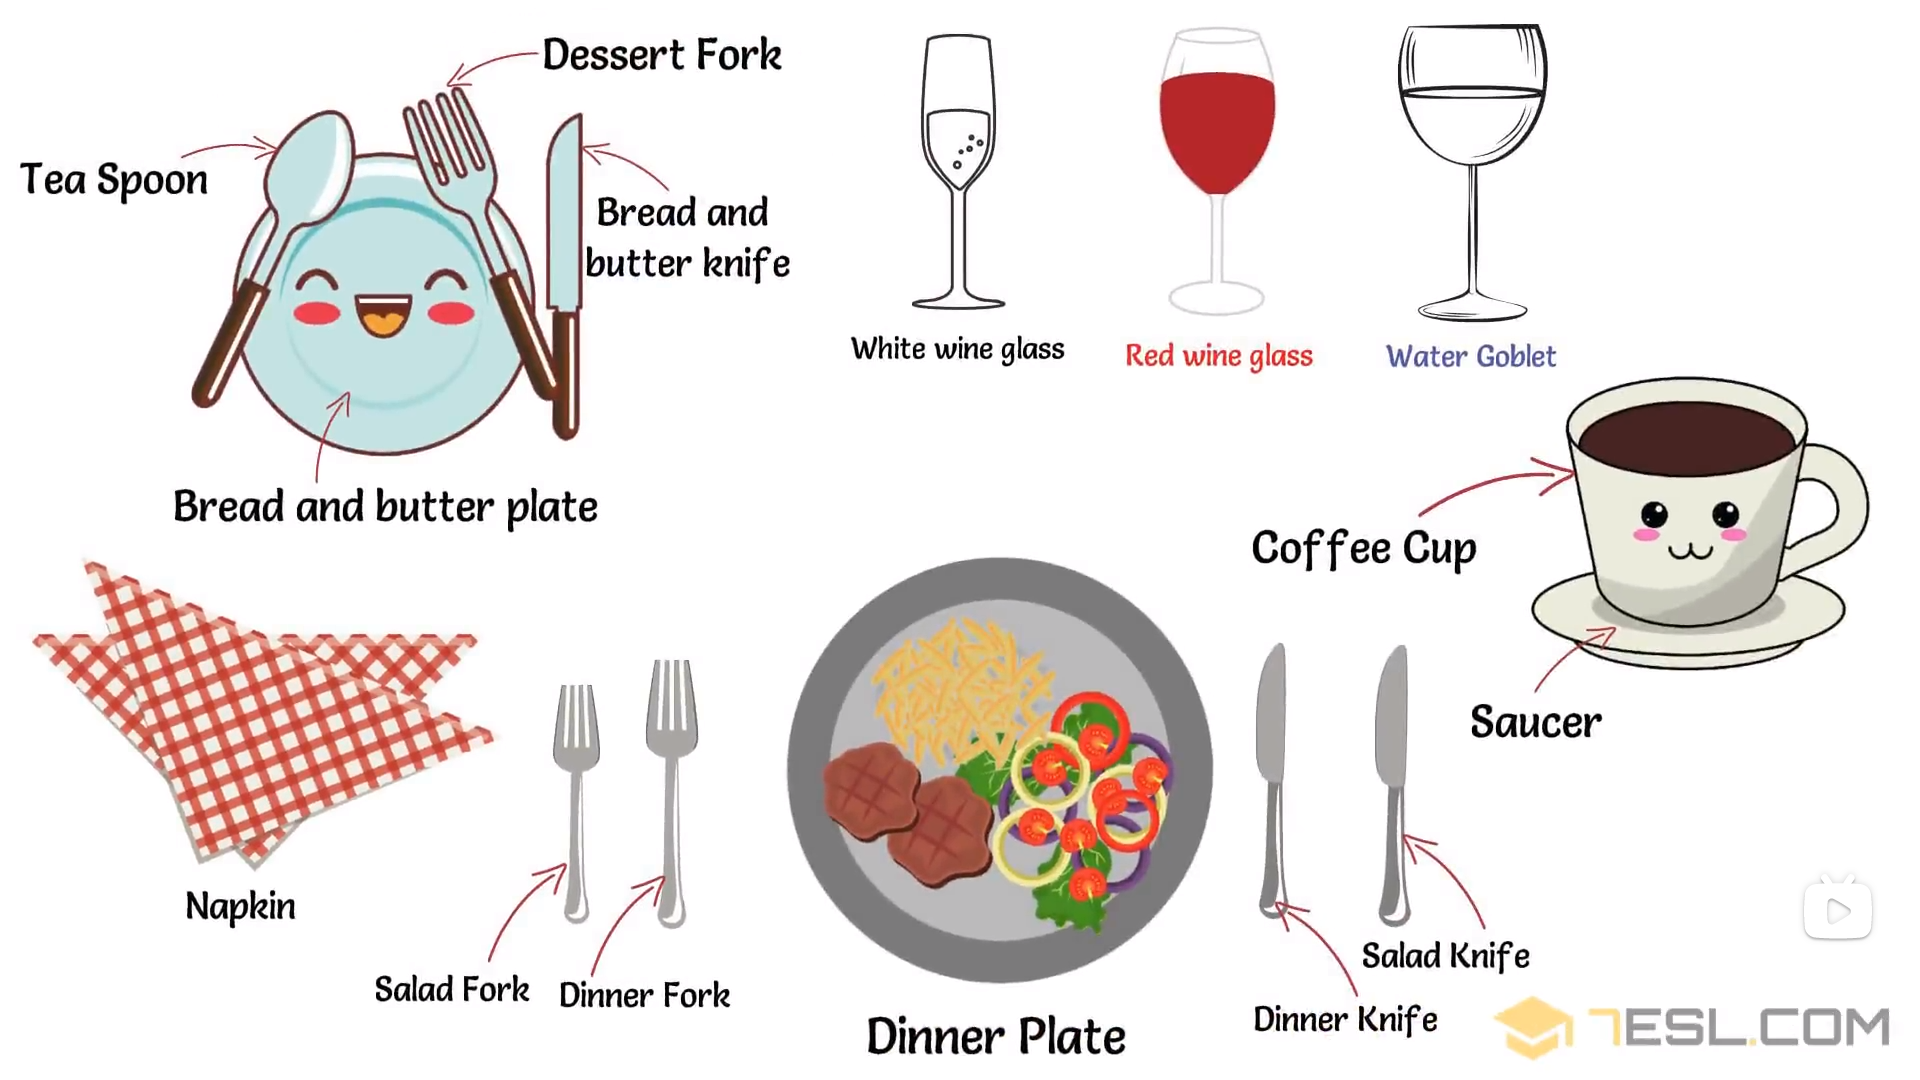 Dessert Fork
Tea Spoon
Bread and
butter knife
Bread and butter plate
White wine glass
Red wine glass
Water Goblet
Coffee Cup
Saucer
Napkin
Salad Fork
Dinner Fork
Dinner Plate
Salad Knife
Dinner Knife
7ESL.COM